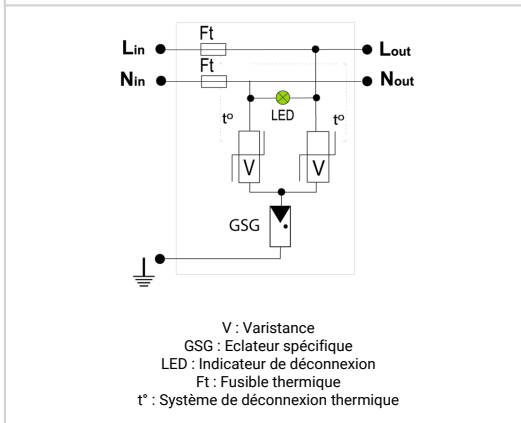 Ft
Lin Lout
Ft
Nin Nout
t° LED t°
V V
GSG
V : Varistance
GSG : Eclateur spécifique
LED : Indicateur de déconnexion
Ft : Fusible thermique
t° : Système de déconnexion thermique